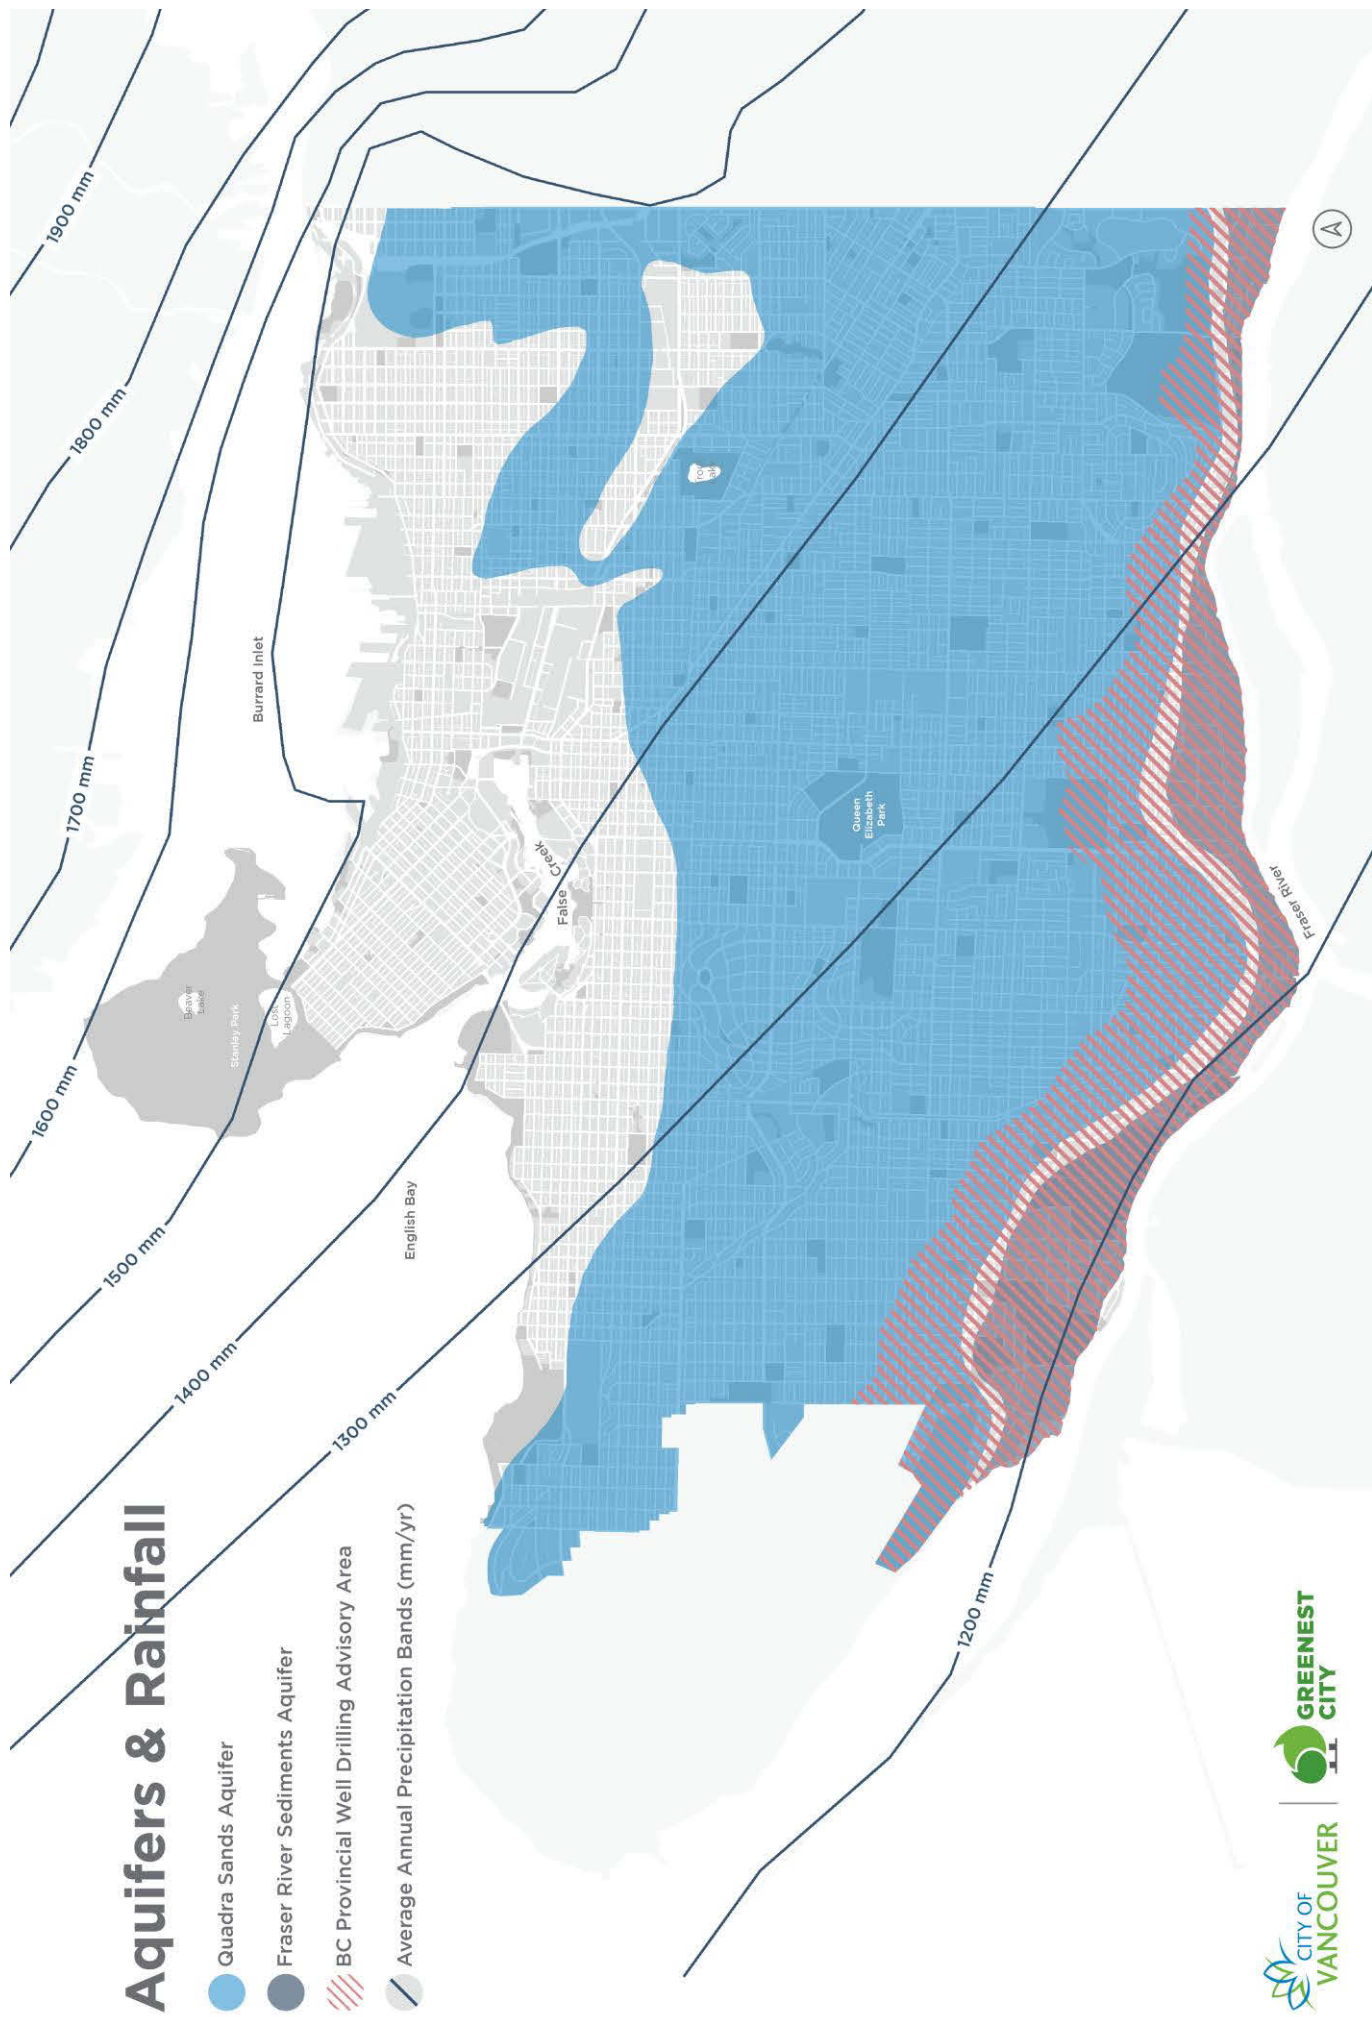 Aquifers & Rainfall
Quadra Sands Aquifer
Fraser River Sediments Aquifer
BC Provincial Well Drilling Advisory Area
Average Annual Precipitation Bands (mm/yr)
1900 mm
1800 mm
1700 mm
1600 mm
1500 mm
1400 mm
1300 mm
1200 mm
Burrard Inlet
Beaver
Lake
Stanley Park
Lost
Lagoon
English Bay
False
Creek
Queen
Elizabeth
Park
Fraser River
CITY OF
VANCOUVER
GREENEST
CITY